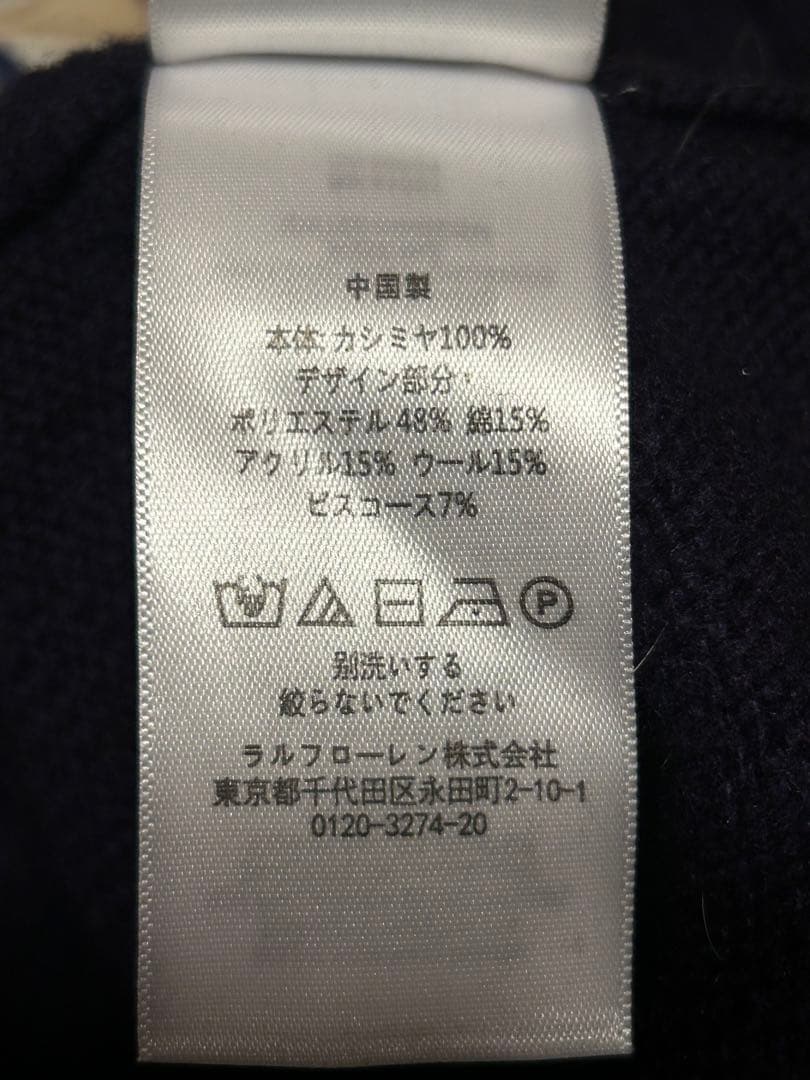 中国製
本体: カシミヤ100%
デザイン部分:
ポリエステル48% 綿15%
アクリル15% ウール15%
ビスコース7%
P
別洗いする
絞らないでください
ラルフローレン株式会社
東京都千代田区永田町2-10-1
0120-3274-20